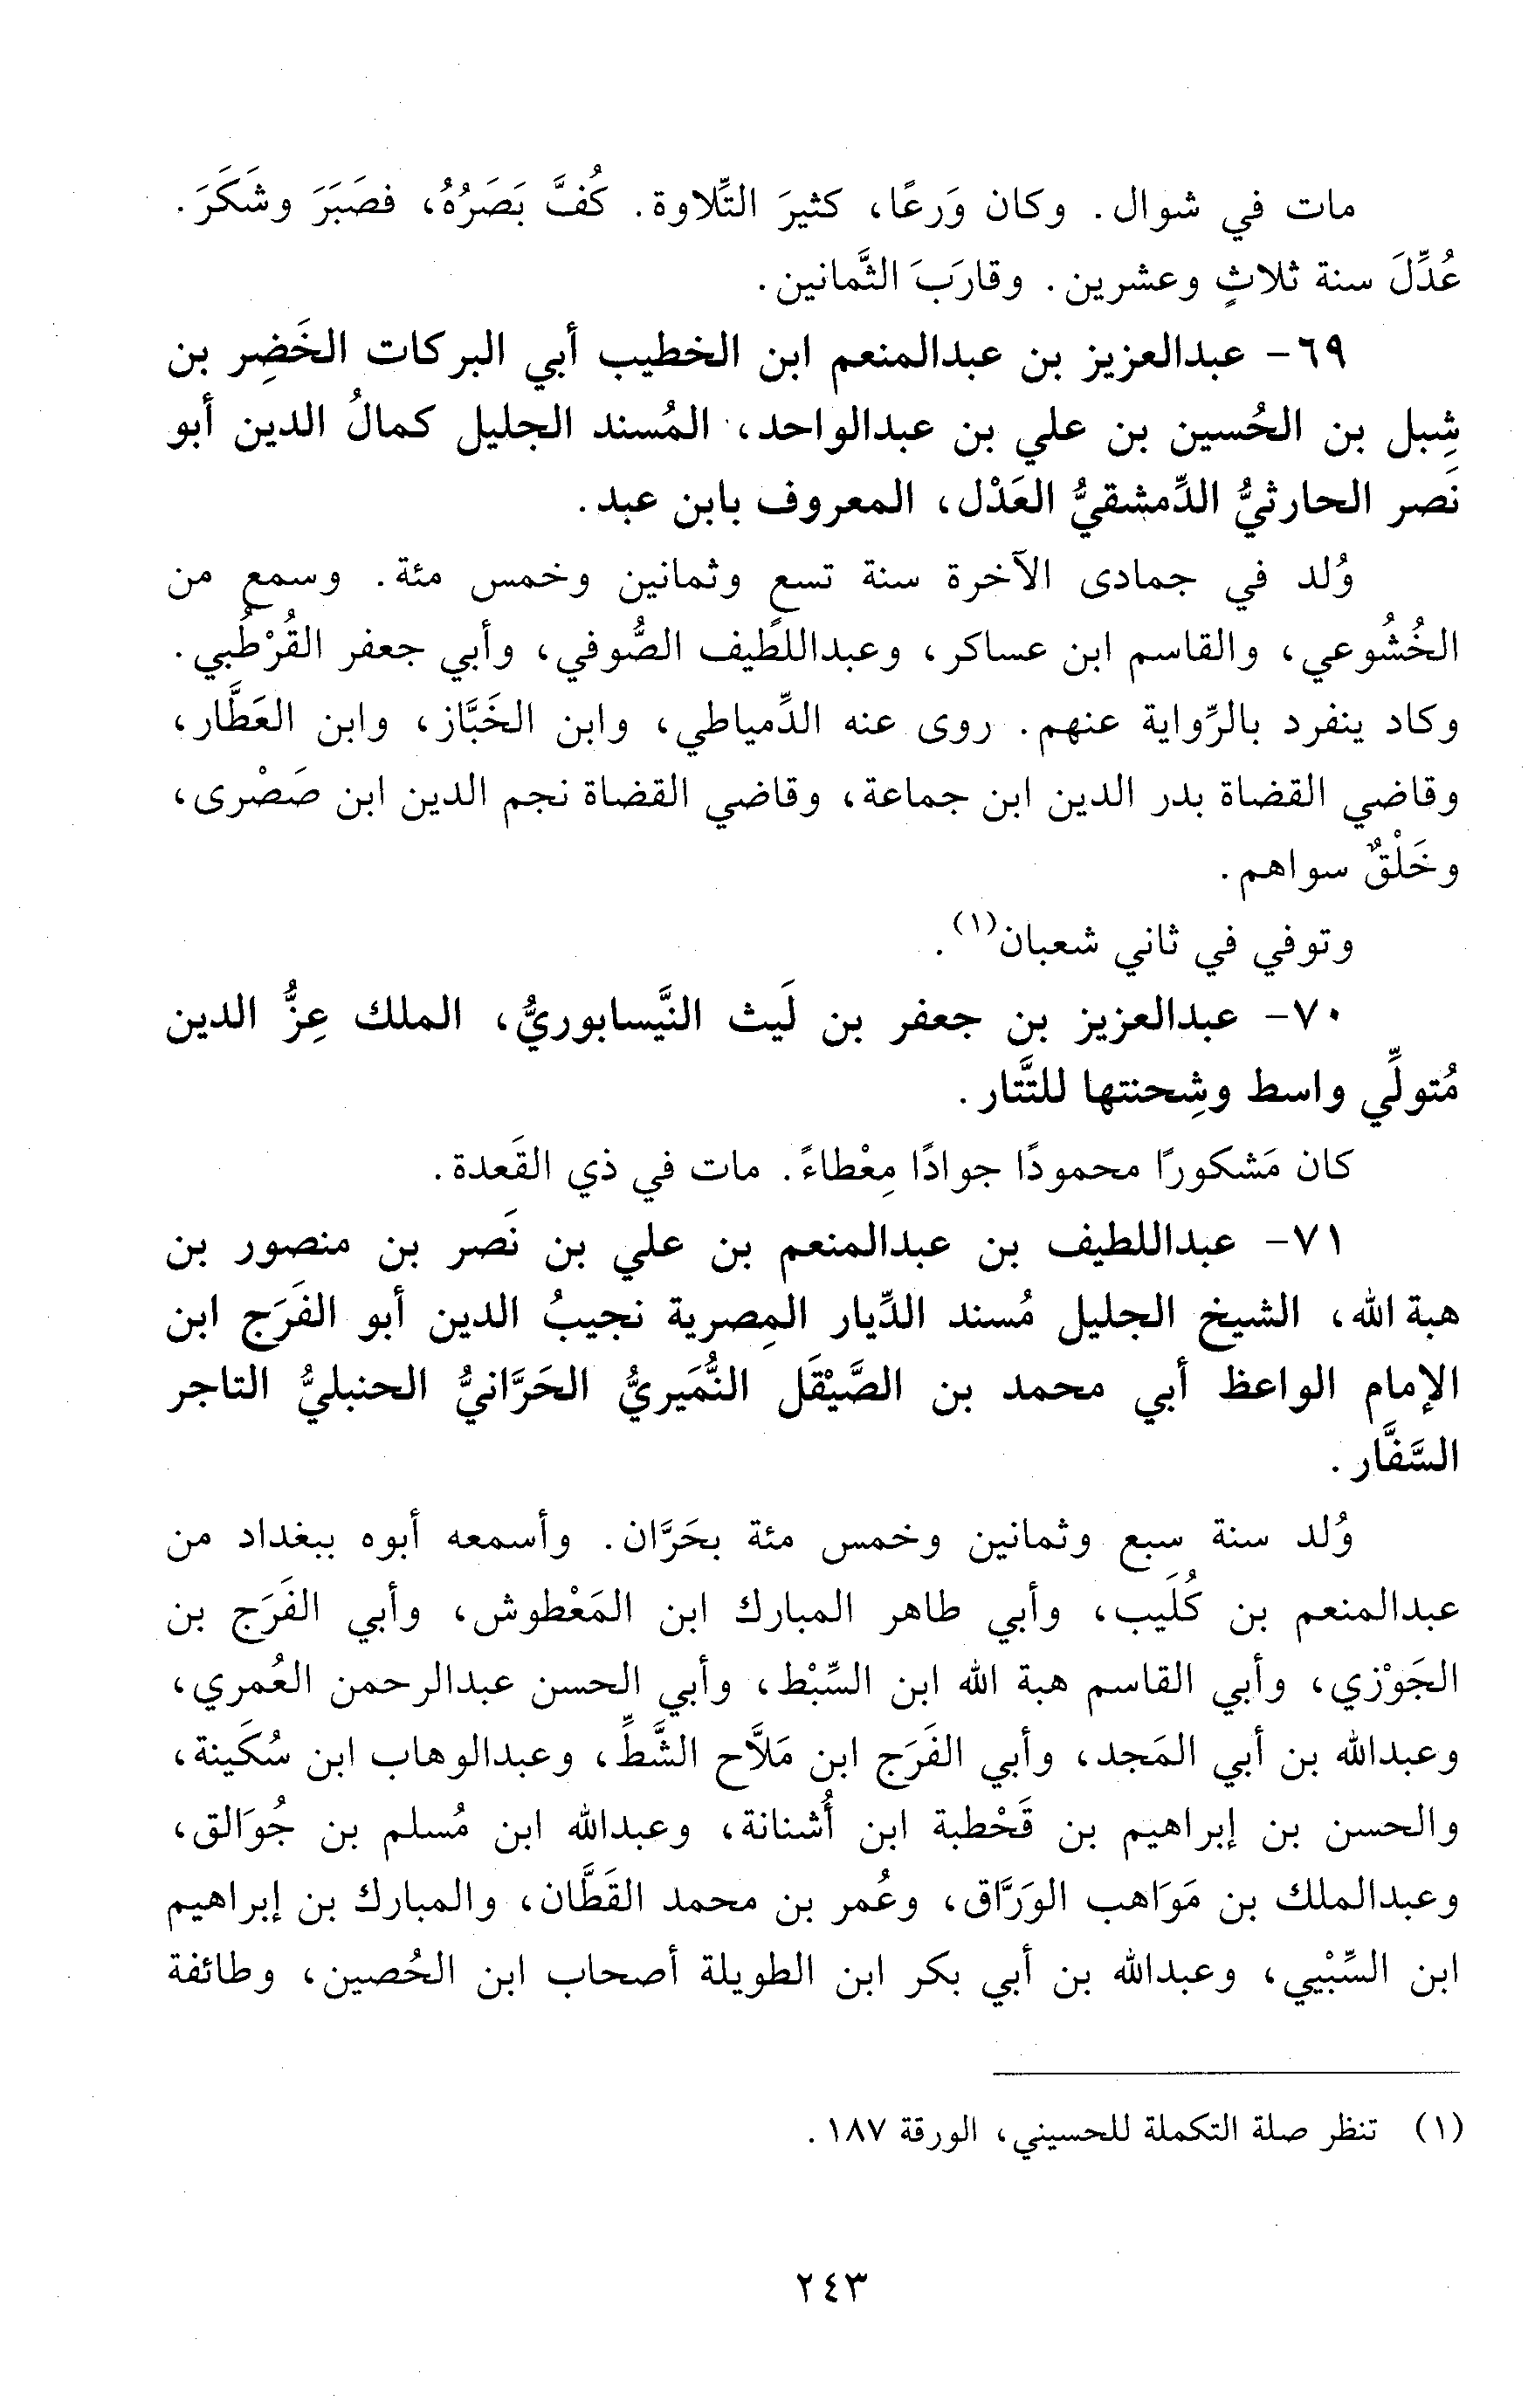 مات في شوال. وكان وَرعًا، كثيرَ التِّلاوة. كُفَّ بَصَرُهُ، فصَبَرَ وشَكَرَ.
عُدِّلَ سنة ثلاثٍ وعشرين. وقارَبَ الثَّمانين.
٦٩- عبدالعزيز بن عبدالمنعم ابن الخطيب أبي البركات الخَضِر بن
شِبل بن الحُسين بن علي بن عبدالواحد، المُسند الجليل كمالُ الدين أبو
نَصر الحارثيُّ الدِّمشقيُّ العَدْل، المعروف بابن عبد.
وُلد في جمادى الآخرة سنة تسعٍ وثمانين وخمس مئة. وسمع من
الخُشُوعي، والقاسم ابن عساكر، وعبداللطيف الصُّوفي، وأبي جعفر القُرْطُبي.
وكاد ينفرد بالرِّواية عنهم. روى عنه الدِّمياطي، وابن الخَبَّاز، وابن العَطَّار،
وقاضي القضاة بدر الدين ابن جماعة، وقاضي القضاة نجم الدين ابن صَصْرى،
وخَلْقٌ سواهم.
وتوفي في ثاني شعبان(١).
٧٠- عبدالعزيز بن جعفر بن لَيث النَّيسابوريُّ، الملك عِزُّ الدين
مُتولِّي واسط وشِحنتها للتَّتار.
كان مَشكورًا محمودًا جوادًا مِعْطاءً. مات في ذي القَعدة.
٧١- عبداللطيف بن عبدالمنعم بن علي بن نَصر بن منصور بن
هبة الله، الشيخ الجليل مُسند الدِّيار المِصرية نجيبُ الدين أبو الفَرَج ابن
الإمام الواعظ أبي محمد بن الصَّيْقَل النُّمَيريُّ الحَرَّانيُّ الحنبليُّ التاجر
السَّفَّار.
وُلد سنة سبع وثمانين وخمس مئة بحَرَّان. وأسمعه أبوه ببغداد من
عبدالمنعم بن كُلَيب، وأبي طاهر المبارك ابن المَعْطوش، وأبي الفَرَج بن
الجَوْزي، وأبي القاسم هبة الله ابن السِّبْط، وأبي الحسن عبدالرحمن العُمري،
وعبدالله بن أبي المَجد، وأبي الفَرَج ابن مَلاَّح الشَّطِّ، وعبدالوهاب ابن سُكَينة،
والحسن بن إبراهيم بن قَحْطبة ابن أُشنانة، وعبدالله ابن مُسلم بن جُوَالق،
وعبدالملك بن مَوَاهب الوَرَّاق، وعُمر بن محمد القَطَّان، والمبارك بن إبراهيم
ابن السِّبْيي، وعبدالله بن أبي بكر ابن الطويلة أصحاب ابن الحُصين، وطائفة
(١) تنظر صلة التكملة للحسيني، الورقة ١٨٧.
٢٤٣